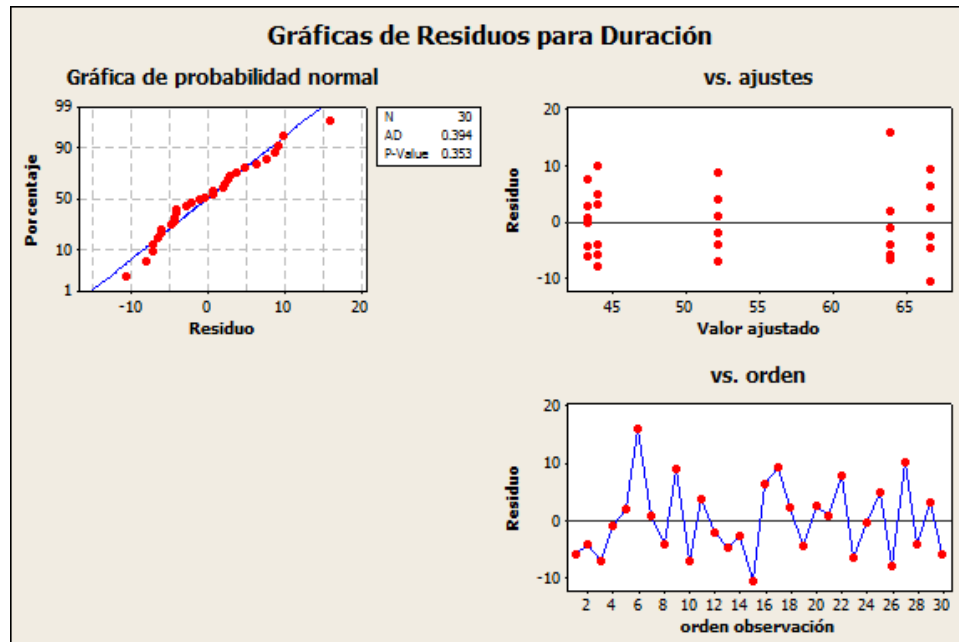 Gráficas de Residuos para Duración
Gráfica de probabilidad normal
99
90
50
10
1
Porcentaje
-10 0 10 20
Residuo
N 30
AD 0.394
P-Value 0.353
vs. ajustes
20
10
0
-10
Residuo
45 50 55 60 65
Valor ajustado
vs. orden
20
10
0
-10
Residuo
2 4 6 8 10 12 14 16 18 20 22 24 26 28 30
orden observación